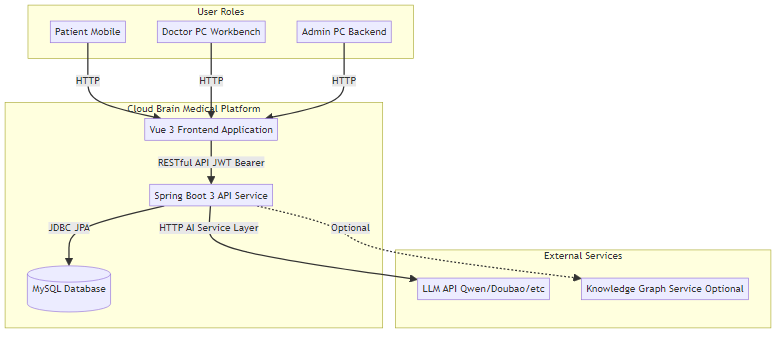 User Roles
Patient Mobile
Doctor PC Workbench
Admin PC Backend
HTTP
HTTP
HTTP
Cloud Brain Medical Platform
Vue 3 Frontend Application
RESTful API JWT Bearer
Spring Boot 3 API Service
JDBC JPA
HTTP AI Service Layer
Optional
External Services
MySQL Database
LLM API Qwen/Doubao/etc
Knowledge Graph Service Optional